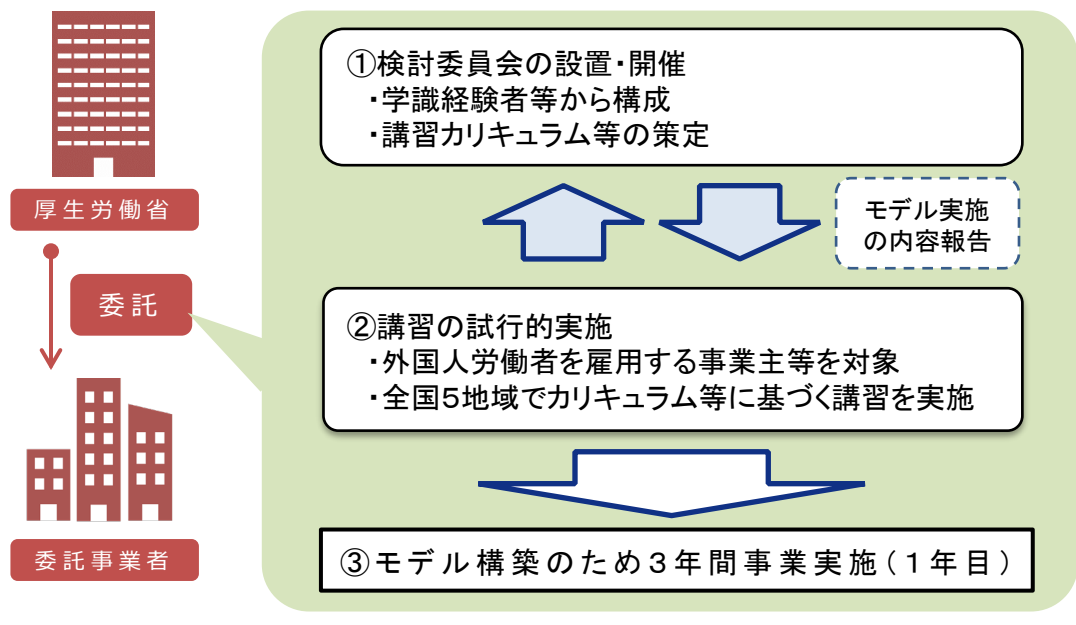 厚生労働省
委託
委託事業者
①検討委員会の設置・開催
・学識経験者等から構成
・講習カリキュラム等の策定
モデル実施
の内容報告
②講習の試行的実施
・外国人労働者を雇用する事業主等を対象
・全国5地域でカリキュラム等に基づく講習を実施
③モデル構築のため3年間事業実施(1年目)